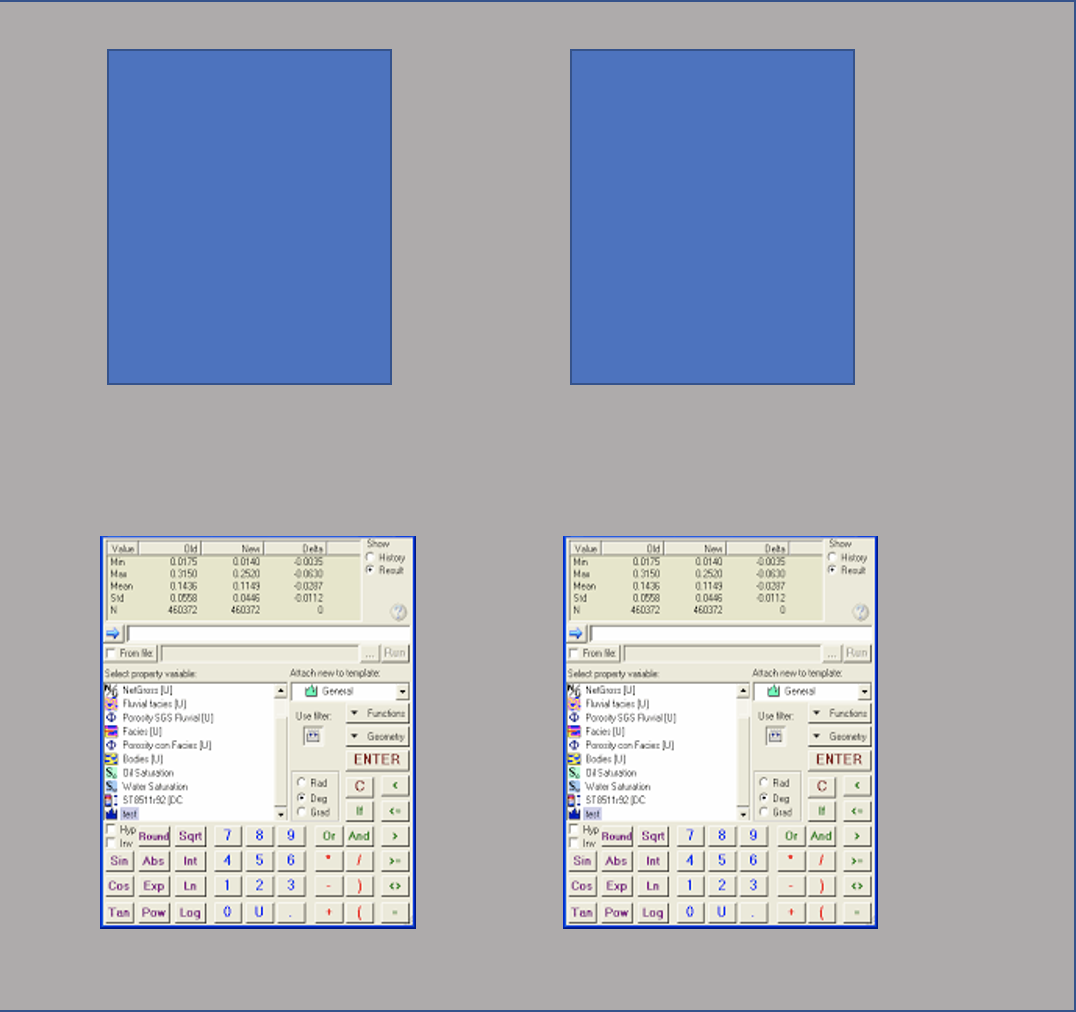 Value Old New Delta
Min 0.0175 0.0140 -0.0035
Max 0.3150 0.2520 -0.0630
Mean 0.1436 0.1149 -0.0287
Std 0.0558 0.0446 -0.0112
N 460372 460372 0
Show
History
Result
?
From file: ... Run
Select property variable: Attach new to template:
NetGross [U]
Fluvial facies [U]
Porosity SGS Fluvial [U]
Facies [U]
Porosity con Facies [U]
Bodies [U]
Oil Saturation
Water Saturation
ST8511r92 [DC
test
General
Use filter:
Functions
Geometry
ENTER
Rad
Deg
Grad
C <
If <=
Hyp
Inv
Round Sqrt 7 8 9 Or And >
Sin Abs Int 4 5 6 * / >=
Cos Exp Ln 1 2 3 - ) <>
Tan Pow Log 0 U . + ( =
Value Old New Delta
Min 0.0175 0.0140 -0.0035
Max 0.3150 0.2520 -0.0630
Mean 0.1436 0.1149 -0.0287
Std 0.0558 0.0446 -0.0112
N 460372 460372 0
Show
History
Result
?
From file: ... Run
Select property variable: Attach new to template:
NetGross [U]
Fluvial facies [U]
Porosity SGS Fluvial [U]
Facies [U]
Porosity con Facies [U]
Bodies [U]
Oil Saturation
Water Saturation
ST8511r92 [DC
test
General
Use filter:
Functions
Geometry
ENTER
Rad
Deg
Grad
C <
If <=
Hyp
Inv
Round Sqrt 7 8 9 Or And >
Sin Abs Int 4 5 6 * / >=
Cos Exp Ln 1 2 3 - ) <>
Tan Pow Log 0 U . + ( =